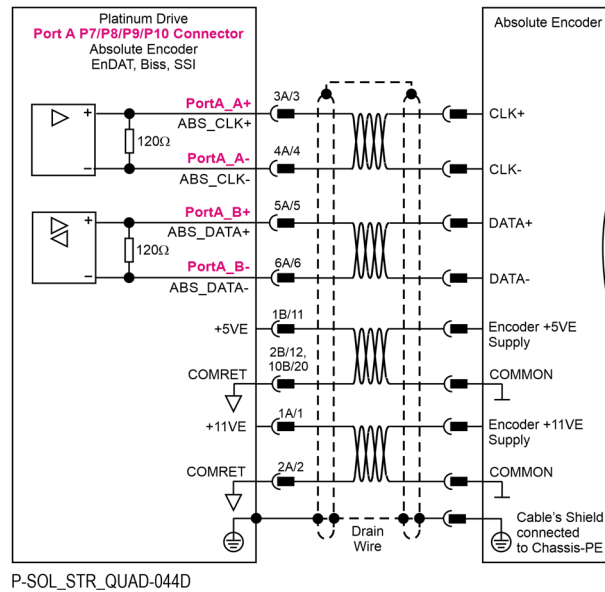 Platinum Drive
Port A P7/P8/P9/P10 Connector
Absolute Encoder
EnDAT, Biss, SSI
Absolute Encoder
PortA_A+
3A/3
+
ABS_CLK+
CLK+
120Ω
PortA_A-
4A/4
−
ABS_CLK-
CLK-
PortA_B+
5A/5
+
ABS_DATA+
DATA+
120Ω
PortA_B-
6A/6
−
ABS_DATA-
DATA-
1B/11
+5VE
Encoder +5VE
Supply
2B/12,
10B/20
COMRET
COMMON
1A/1
+11VE
Encoder +11VE
Supply
2A/2
COMRET
COMMON
Drain
Wire
Cable's Shield
connected
to Chassis-PE
P-SOL_STR_QUAD-044D